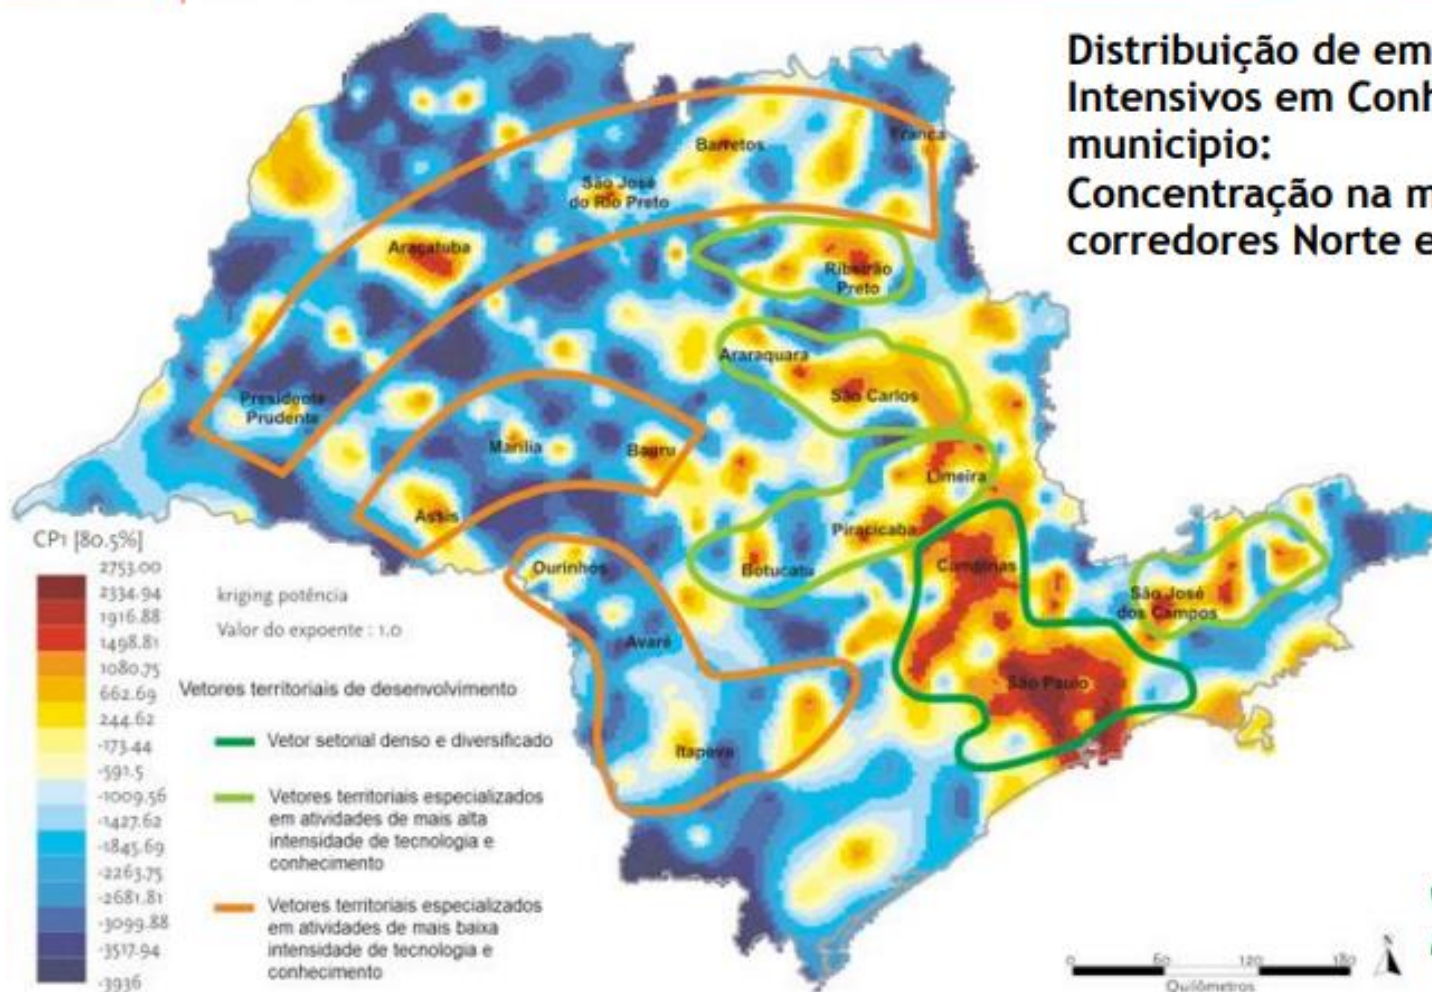 Distribuição de em
Intensivos em Conh
municipio:
Concentração na m
corredores Norte e
Barretos
Franca
São José
do Rio Preto
Araçatuba
Ribeirão
Preto
Araraquara
São Carlos
Presidente
Prudente
Marília
Bagru
Limeira
Assis
Piracicaba
Ourinhos
Botucatu
Campinas
São José
dos Campos
Avaré
São Paulo
Itapeva
CP1 [80.5%]
2753.00
2334.94
1916.88
1498.81
1080.75
662.69
244.62
-173.44
-591.5
-1009.56
-1427.62
-1845.69
-2263.75
-2681.81
-3099.88
-3517.94
-3936
kriging potência
Valor do expoente : 1.0
Vetores territoriais de desenvolvimento
Vetor setorial denso e diversificado
Vetores territoriais especializados
em atividades de mais alta
intensidade de tecnologia e
conhecimento
Vetores territoriais especializados
em atividades de mais baixa
intensidade de tecnologia e
conhecimento
N
0 60 120 180
Quilômetros